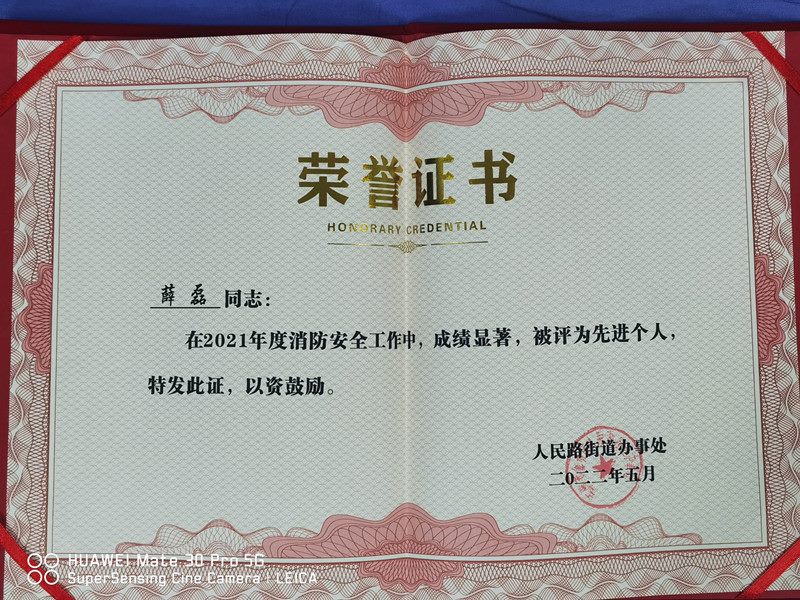 荣誉证书
HONORARY CREDENTIAL
薛磊 同志：
在2021年度消防安全工作中，成绩显著，被评为先进个人，
特发此证，以资鼓励。
人民路街道办事处
二〇二二年五月
HUAWEI Mate 30 Pro 5G
SuperSensing Cine Camera | LEICA